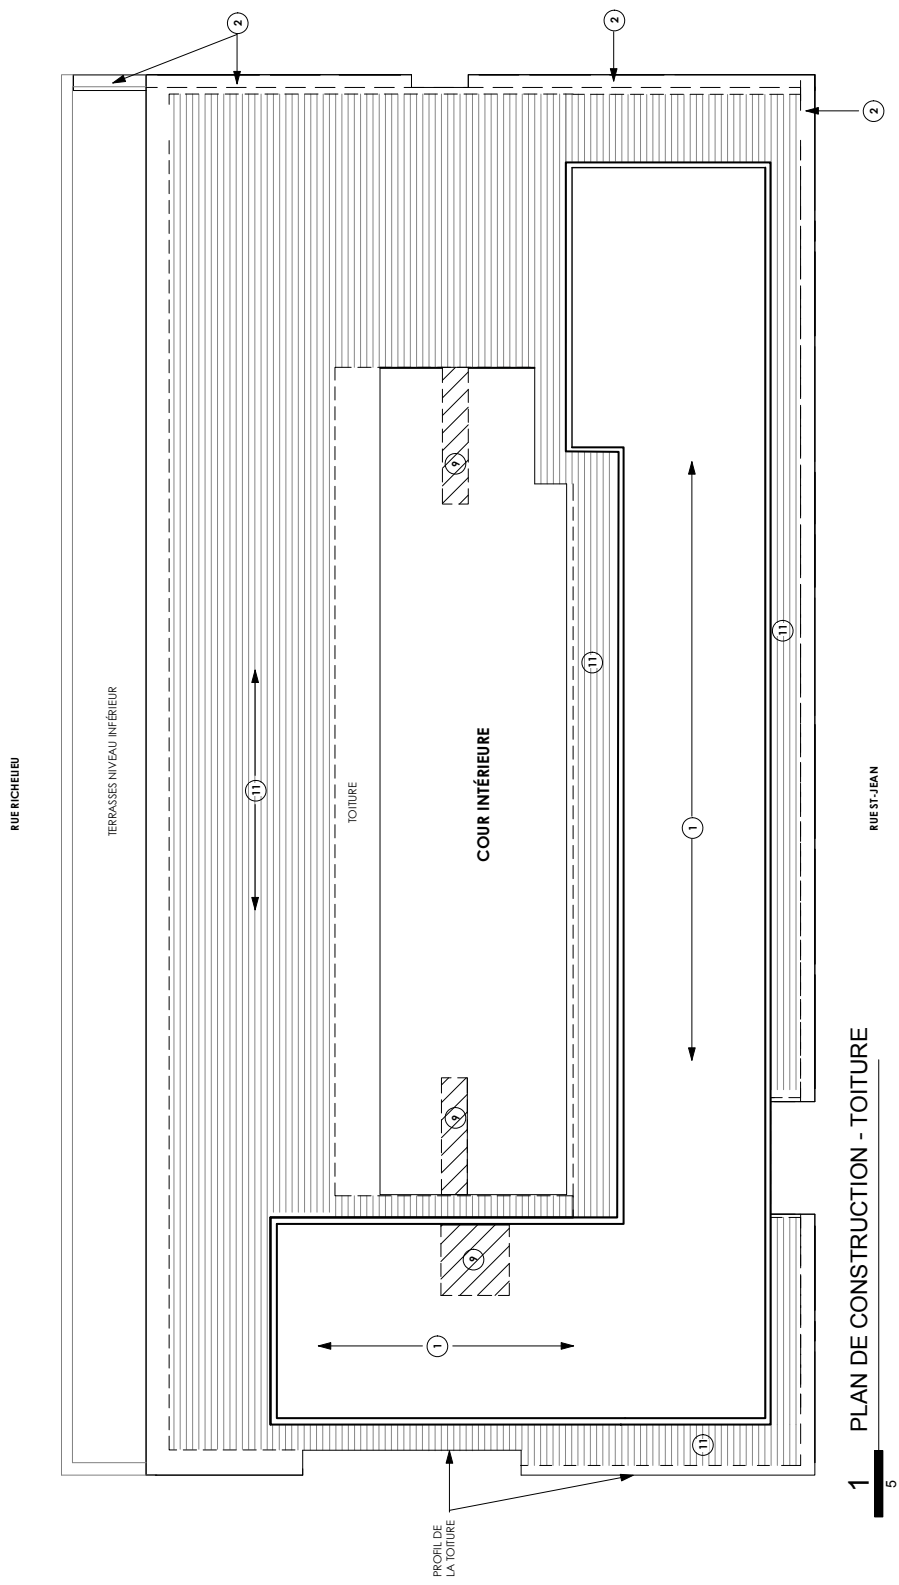 RUE RICHELIEU
TERRASSES NIVEAU INFÉRIEUR
2
11
TOITURE
PROFIL DE
LA TOITURE
1
9
9
9
COUR INTÉRIEURE
11
2
1
11
11
2
1
PLAN DE CONSTRUCTION - TOITURE
5
RUE ST-JEAN